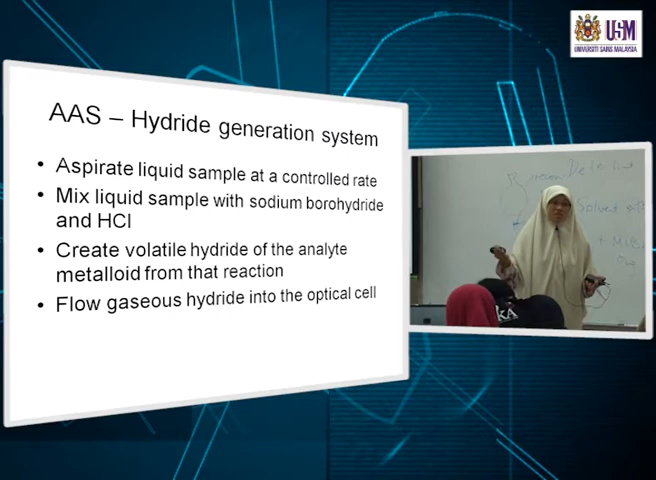 USM
UNIVERSITI SAINS MALAYSIA
AAS – Hydride generation system
• Aspirate liquid sample at a controlled rate
• Mix liquid sample with sodium borohydride
and HCl
• Create volatile hydride of the analyte
metalloid from that reaction
• Flow gaseous hydride into the optical cell
Solvent